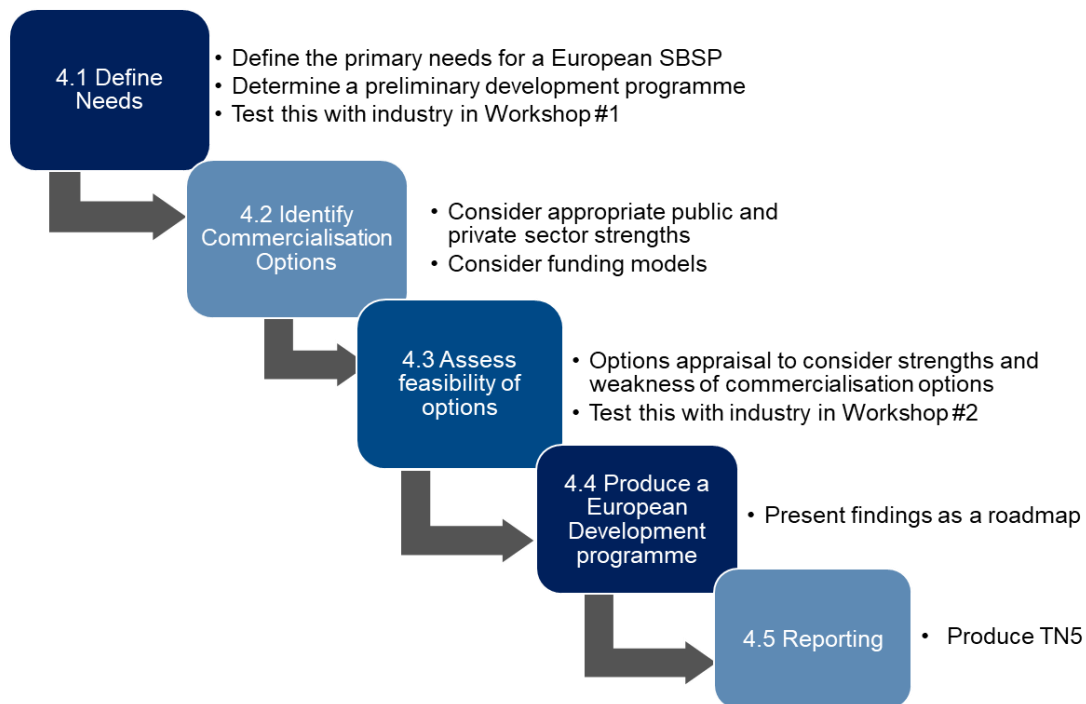 4.1 Define
Needs
• Define the primary needs for a European SBSP
• Determine a preliminary development programme
• Test this with industry in Workshop #1
4.2 Identify
Commercialisation
Options
• Consider appropriate public and
private sector strengths
• Consider funding models
4.3 Assess
feasibility of
options
• Options appraisal to consider strengths and
weakness of commercialisation options
• Test this with industry in Workshop #2
4.4 Produce a
European
Development
programme
• Present findings as a roadmap
4.5 Reporting
• Produce TN5